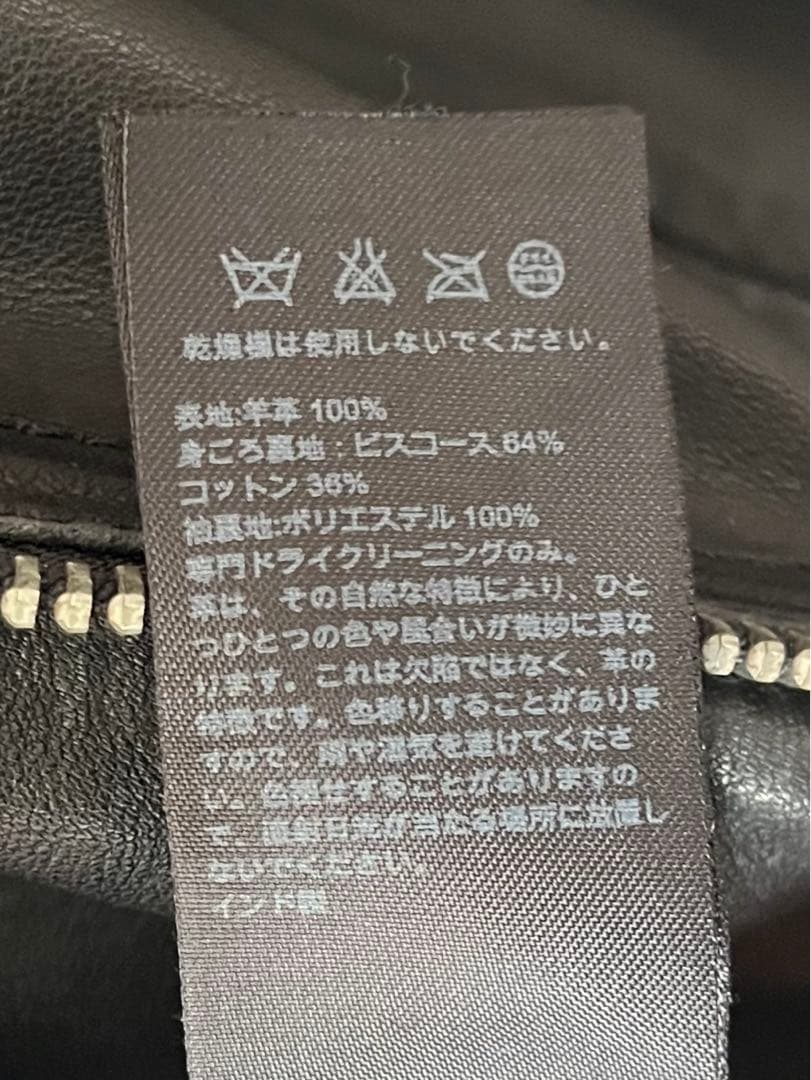 乾燥機は使用しないでください。
表地:羊革 100%
身ごろ裏地:ビスコース 64%
コットン 36%
袖裏地:ポリエステル 100%
専門ドライクリーニングのみ。
革は、その自然な特徴により、ひと
つひとつの色や風合いが微妙に異な
ります。これは欠陥ではなく、革の
特徴です。色移りすることがありま
すので、雨や湿気を避けてくださ
い。色褪せすることがありますの
で、直射日光が当たる場所に放置し
ないでください。
インド製